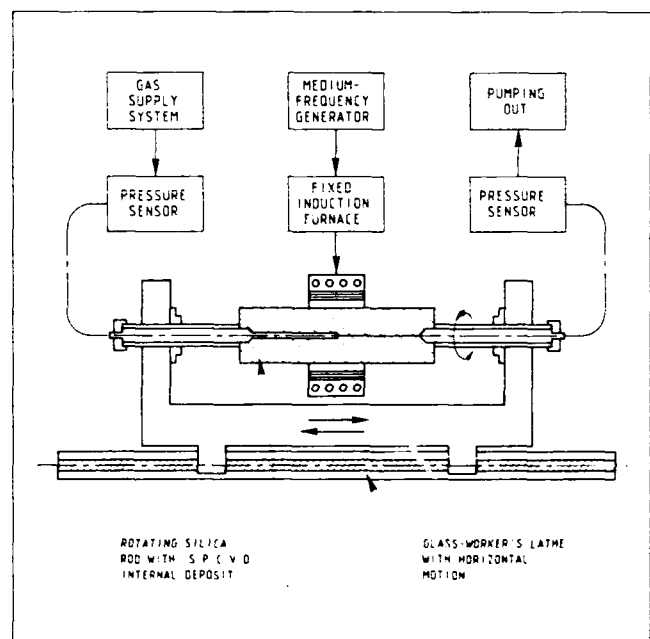 GAS
SUPPLY
SYSTEM
MEDIUM-
FREQUENCY
GENERATOR
PUMPING
OUT
PRESSURE
SENSOR
FIXED
INDUCTION
FURNACE
PRESSURE
SENSOR
ROTATING SILICA
ROD WITH S P C V D
INTERNAL DEPOSIT
GLASS-WORKER'S LATHE
WITH HORIZONTAL
MOTION